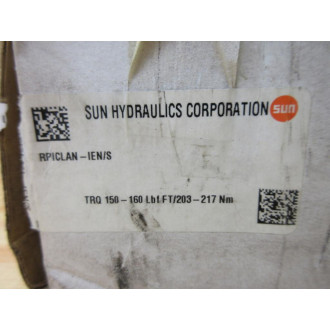 SUN HYDRAULICS CORPORATION sun
RPICLAN-IEN/S
TRQ 150-160 Lbf FT/203-217 Nm